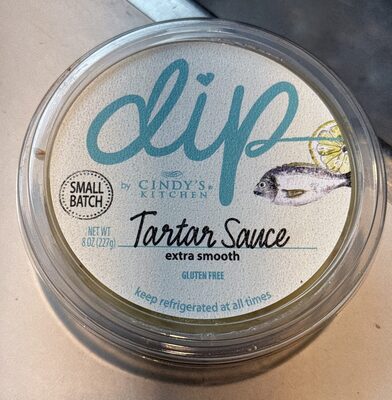 dip
by CINDY'S®
KITCHEN
SMALL
BATCH
NET WT
8 OZ (227g)
Tartar Sauce
extra smooth
GLUTEN FREE
keep refrigerated at all times